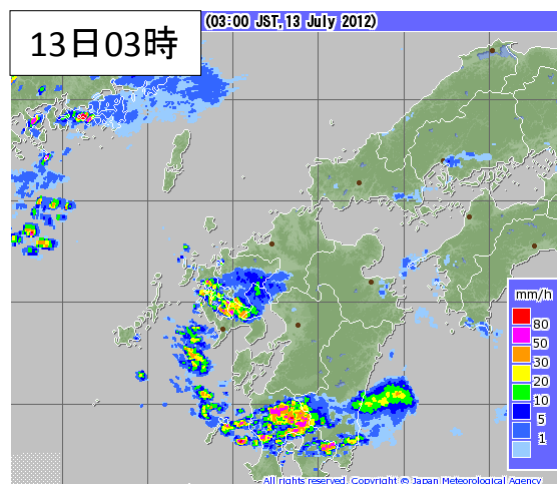 13日03時
(03:00 JST, 13 July 2012)
mm/h
80
50
30
20
10
5
1
All rights reserved. Copyright © Japan Meteorological Agency